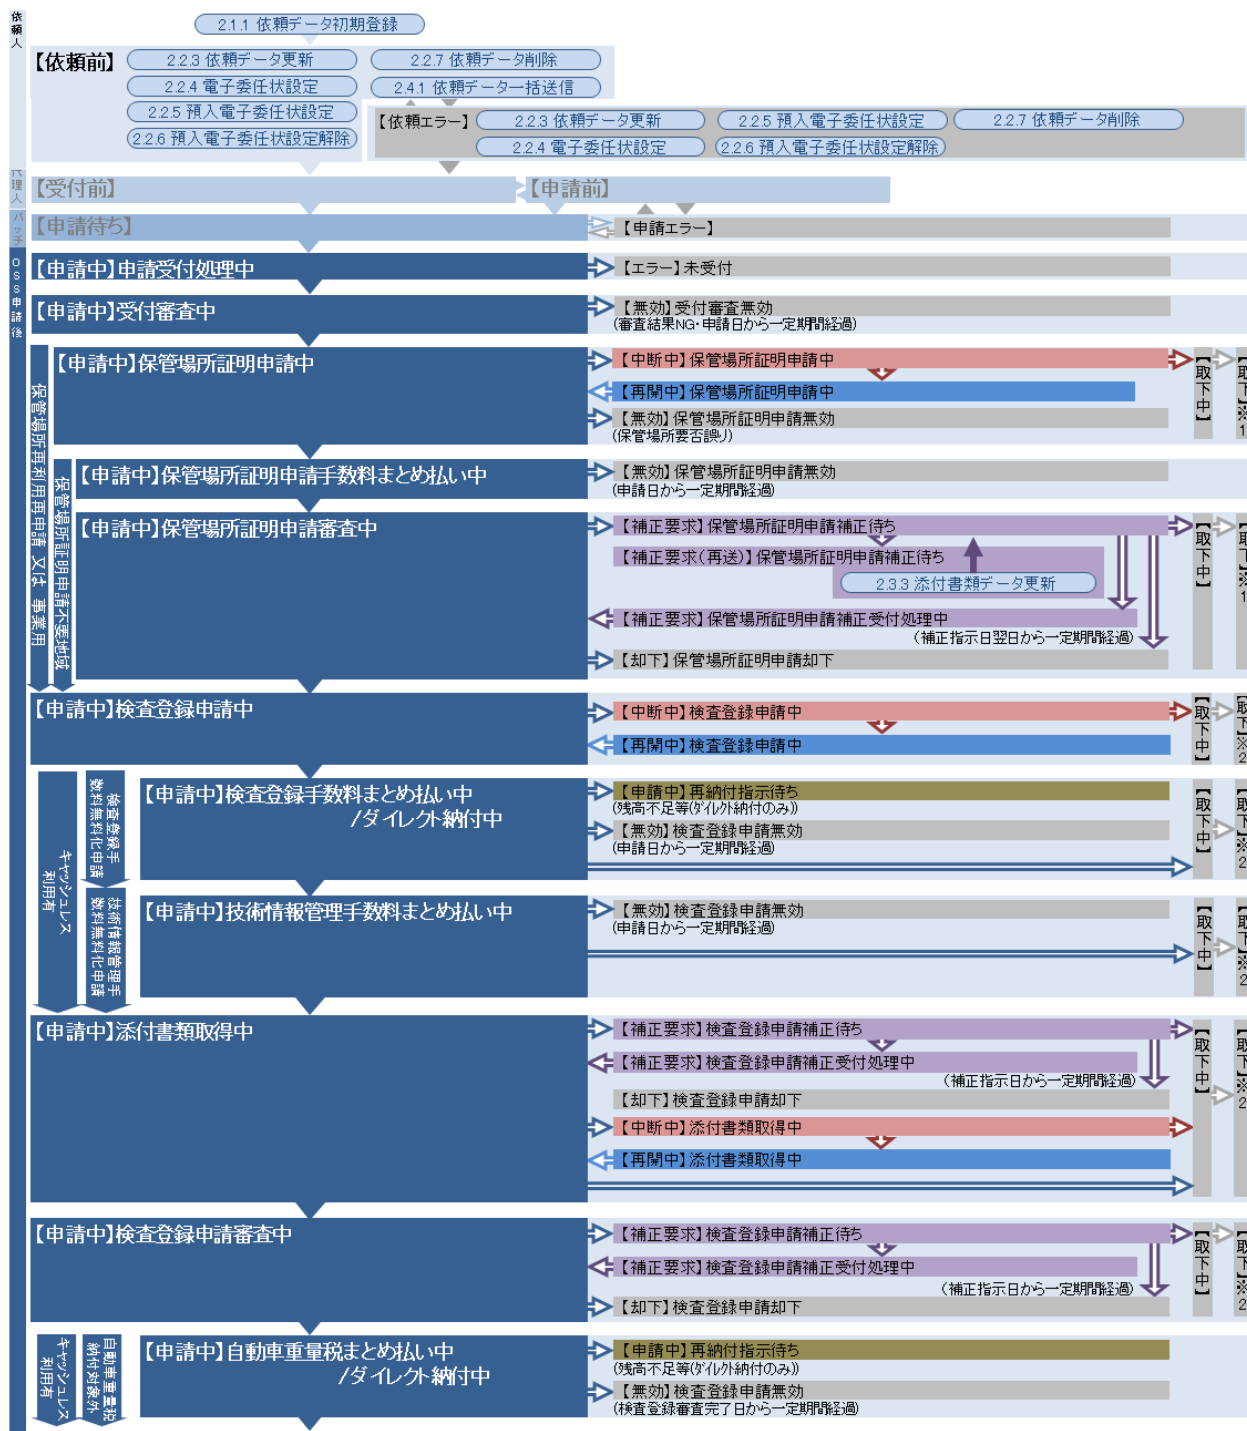 依頼人
2.1.1 依頼データ初期登録
【依頼前】
2.2.3 依頼データ更新
2.2.7 依頼データ削除
2.2.4 電子委任状設定
2.4.1 依頼データ一括送信
2.2.5 預入電子委任状設定
2.2.6 預入電子委任状設定解除
【依頼エラー】
2.2.3 依頼データ更新
2.2.5 預入電子委任状設定
2.2.7 依頼データ削除
2.2.4 電子委任状設定
2.2.6 預入電子委任状設定解除
代理人
【受付前】
【申請前】
バッチ
【申請待ち】
【申請エラー】
OSS申請後
【申請中】申請受付処理中
【エラー】未受付
【申請中】受付審査中
【無効】受付審査無効
(審査結果NG・申請日から一定期間経過)
保管場所再利用再申請 又は 事業用
【申請中】保管場所証明申請中
【中断中】保管場所証明申請中
【再開中】保管場所証明申請中
【無効】保管場所証明申請無効
(保管場所要否誤り)
【取下中】
【取下】※1
保管場所証明申請不要地域
【申請中】保管場所証明申請手数料まとめ払い中
【無効】保管場所証明申請無効
(申請日から一定期間経過)
【申請中】保管場所証明申請審査中
【補正要求】保管場所証明申請補正待ち
【補正要求(再送)】保管場所証明申請補正待ち
2.3.3 添付書類データ更新
【補正要求】保管場所証明申請補正受付処理中
(補正指示日翌日から一定期間経過)
【却下】保管場所証明申請却下
【取下中】
【取下】※1
【申請中】検査登録申請中
【中断中】検査登録申請中
【再開中】検査登録申請中
【取下中】
【取下】※2
キャッシュレス
利用者
検査登録手
数料無料化申請
【申請中】検査登録手数料まとめ払い中
/ダイレクト納付中
【申請中】再納付指示待ち
(残高不足等(ダイレクト納付のみ))
【無効】検査登録申請無効
(申請日から一定期間経過)
【取下中】
【取下】※2
技術情報管理手
数料無料化申請
【申請中】技術情報管理手数料まとめ払い中
【無効】検査登録申請無効
(申請日から一定期間経過)
【取下中】
【取下】※2
【申請中】添付書類取得中
【補正要求】検査登録申請補正待ち
【補正要求】検査登録申請補正受付処理中
(補正指示日から一定期間経過)
【却下】検査登録申請却下
【中断中】添付書類取得中
【再開中】添付書類取得中
【取下中】
【取下】※2
【申請中】検査登録申請審査中
【補正要求】検査登録申請補正待ち
【補正要求】検査登録申請補正受付処理中
(補正指示日から一定期間経過)
【却下】検査登録申請却下
【取下中】
【取下】※2
キャッシュレス
利用者
自動車重量税
納付対象外
【申請中】自動車重量税まとめ払い中
/ダイレクト納付中
【申請中】再納付指示待ち
(残高不足等(ダイレクト納付のみ))
【無効】検査登録申請無効
(検査登録審査完了日から一定期間経過)